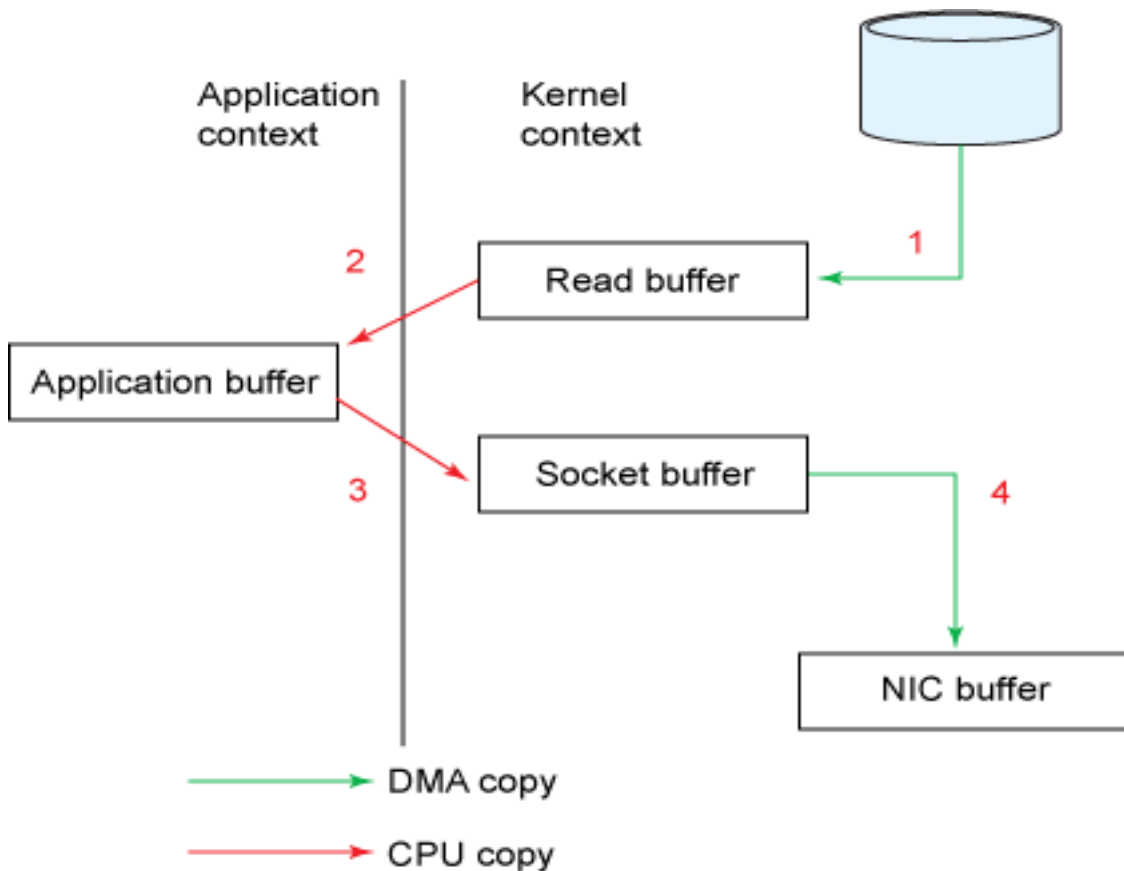 Application
context
Kernel
context
1
2
Read buffer
Application buffer
3
Socket buffer
4
NIC buffer
DMA copy
CPU copy